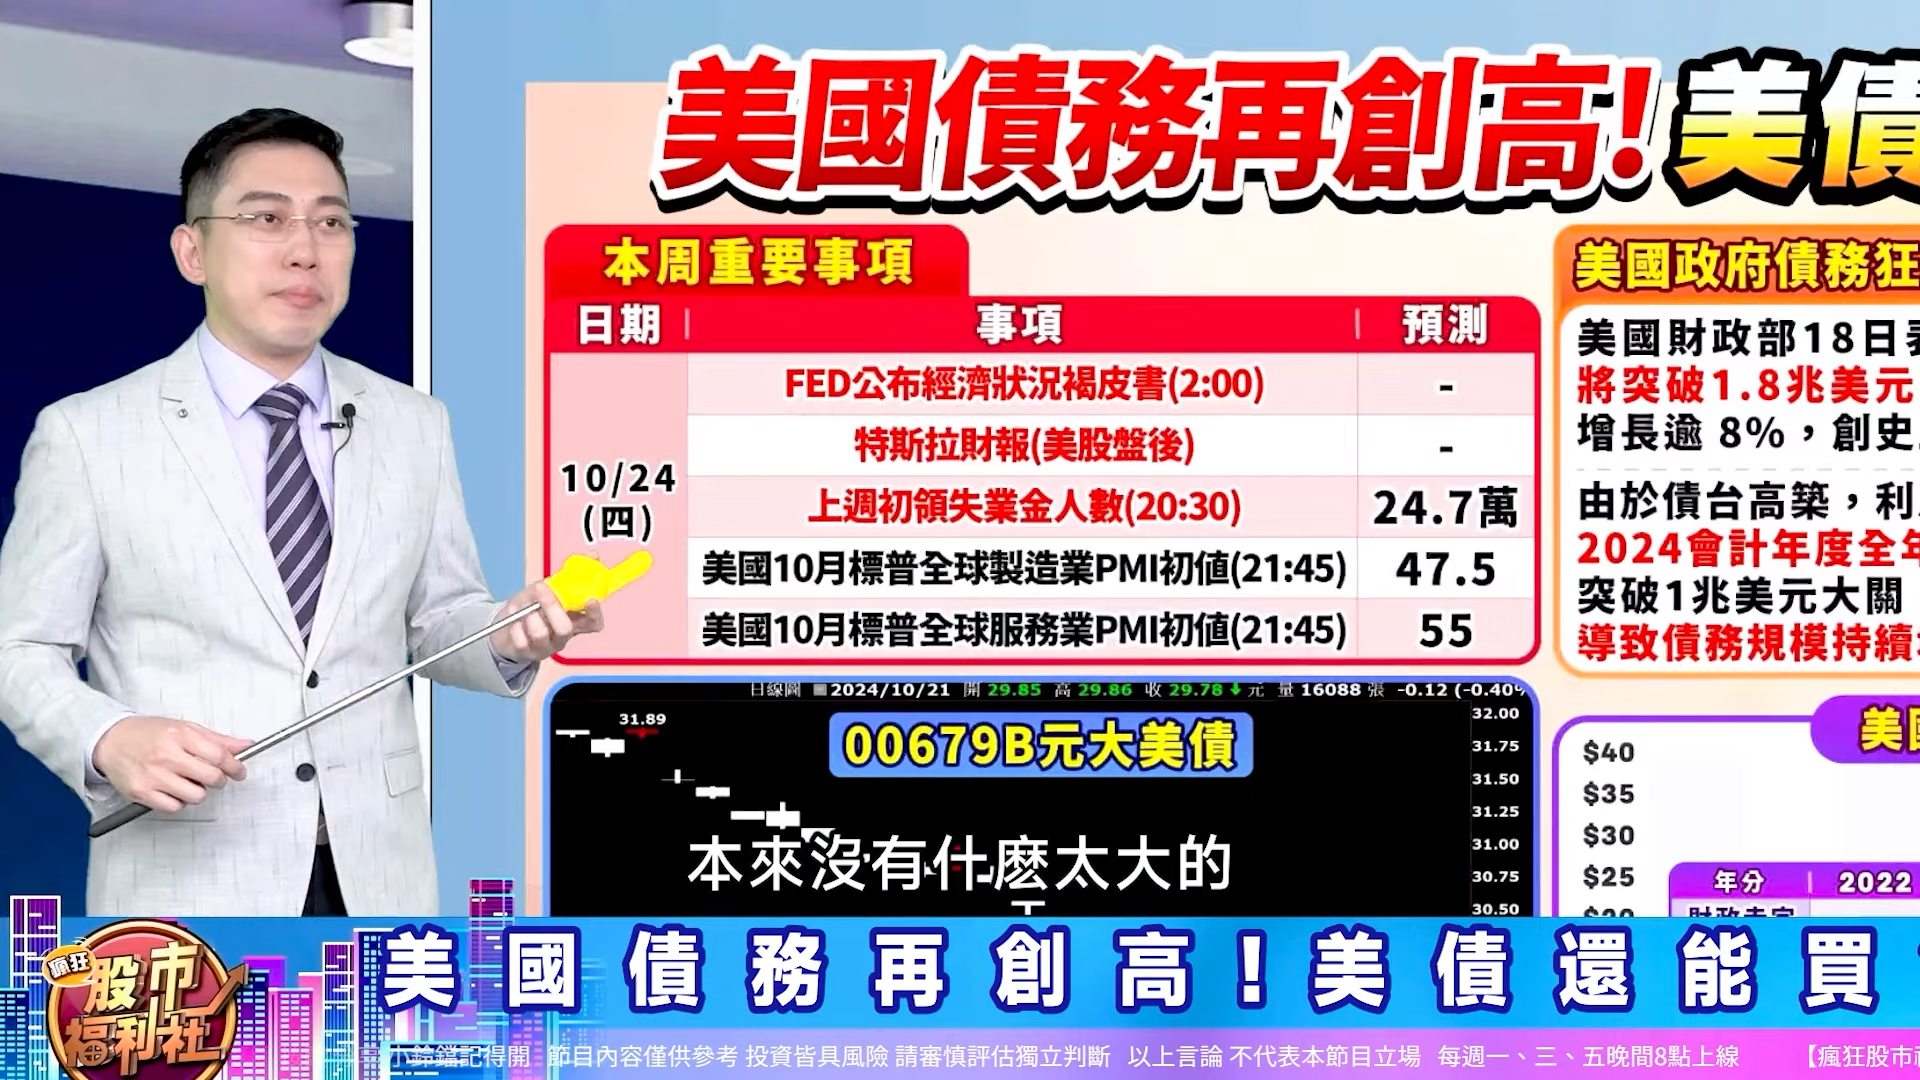 美國債務再創高!美債
本周重要事項
日期 事項 預測
10/24
(四)
FED公布經濟狀況褐皮書(2:00) -
特斯拉財報(美股盤後) -
上週初領失業金人數(20:30) 24.7萬
美國10月標普全球製造業PMI初值(21:45) 47.5
美國10月標普全球服務業PMI初值(21:45) 55
美國政府債務狂
美國財政部18日
將突破1.8兆美元
增長逾 8%,創史
由於債台高築,利
2024會計年度全年
突破1兆美元大關
導致債務規模持續
日線圖 2024/10/21 開 29.85 高 29.86 收 29.78 元 量 16088 張 -0.12 (-0.40%
00679B元大美債
31.89
32.00
31.75
31.50
31.25
31.00
30.75
30.50
美國
$40
$35
$30
$25
年分 2022
本來沒有什麽太大的
美國債務再創高!美債還能買
瘋狂
股市
福利社
小鈴鐺記得開 節目內容僅供參考 投資皆具風險 請審慎評估獨立判斷 以上言論 不代表本節目立場 每週一、三、五晚間8點上線 【瘋狂股市